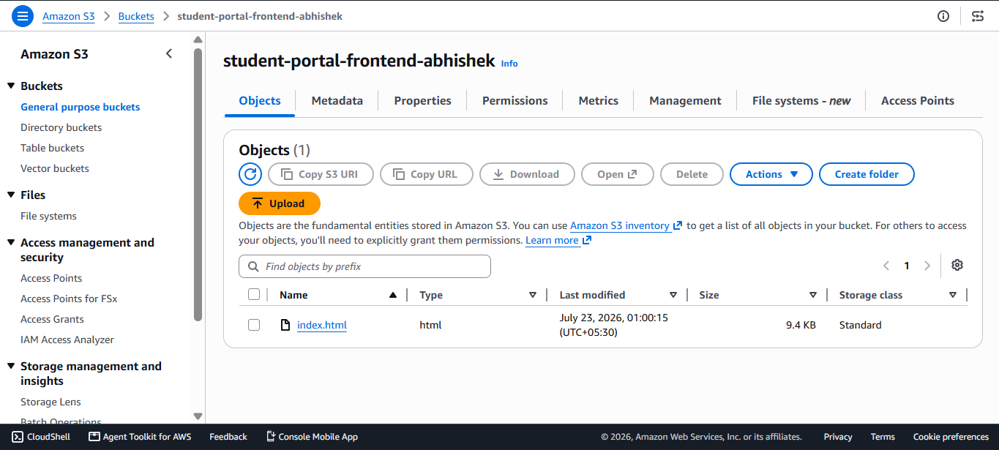 Amazon S3 > Buckets > student-portal-frontend-abhishek
Amazon S3
Buckets
General purpose buckets
Directory buckets
Table buckets
Vector buckets
Files
File systems
Access management and
security
Access Points
Access Points for FSx
Access Grants
IAM Access Analyzer
Storage management and
insights
Storage Lens
Batch Operations
student-portal-frontend-abhishek Info
Objects Metadata Properties Permissions Metrics Management File systems - new Access Points
Objects (1)
Copy S3 URI Copy URL Download Open Delete Actions Create folder
Upload
Objects are the fundamental entities stored in Amazon S3. You can use Amazon S3 inventory to get a list of all objects in your bucket. For others to access
your objects, you'll need to explicitly grant them permissions. Learn more
Find objects by prefix
1
Name Type Last modified Size Storage class
index.html html July 23, 2026, 01:00:15 9.4 KB Standard
(UTC+05:30)
CloudShell Agent Toolkit for AWS Feedback Console Mobile App © 2026, Amazon Web Services, Inc. or its affiliates. Privacy Terms Cookie preferences